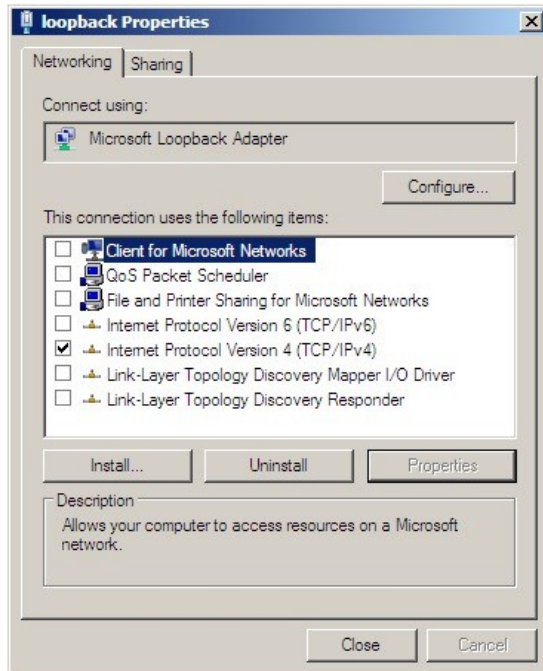 loopback Properties
Networking
Sharing
Connect using:
Microsoft Loopback Adapter
Configure...
This connection uses the following items:
Client for Microsoft Networks
QoS Packet Scheduler
File and Printer Sharing for Microsoft Networks
Internet Protocol Version 6 (TCP/IPv6)
Internet Protocol Version 4 (TCP/IPv4)
Link-Layer Topology Discovery Mapper I/O Driver
Link-Layer Topology Discovery Responder
Install...
Uninstall
Properties
Description
Allows your computer to access resources on a Microsoft
network.
Close
Cancel